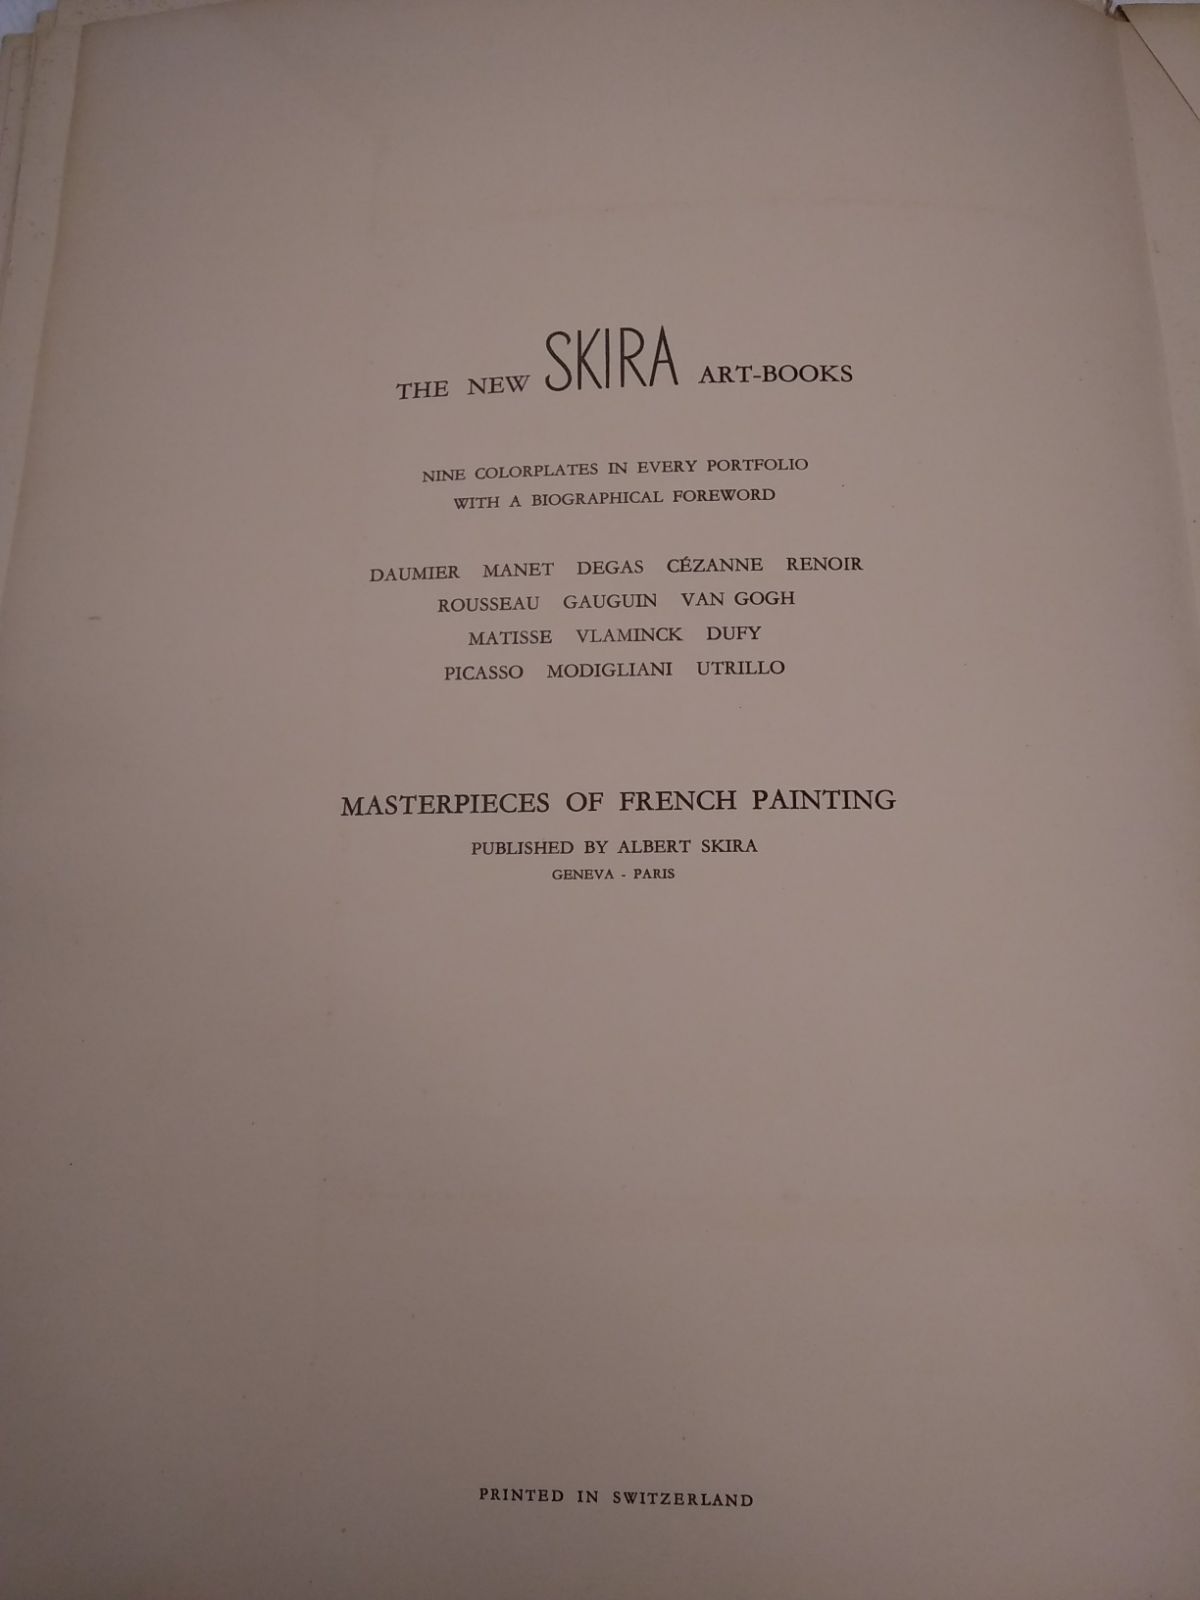 THE NEW SKIRA ART-BOOKS
NINE COLORPLATES IN EVERY PORTFOLIO
WITH A BIOGRAPHICAL FOREWORD
DAUMIER MANET DEGAS CÉZANNE RENOIR
ROUSSEAU GAUGUIN VAN GOGH
MATISSE VLAMINCK DUFY
PICASSO MODIGLIANI UTRILLO
MASTERPIECES OF FRENCH PAINTING
PUBLISHED BY ALBERT SKIRA
GENEVA - PARIS
PRINTED IN SWITZERLAND